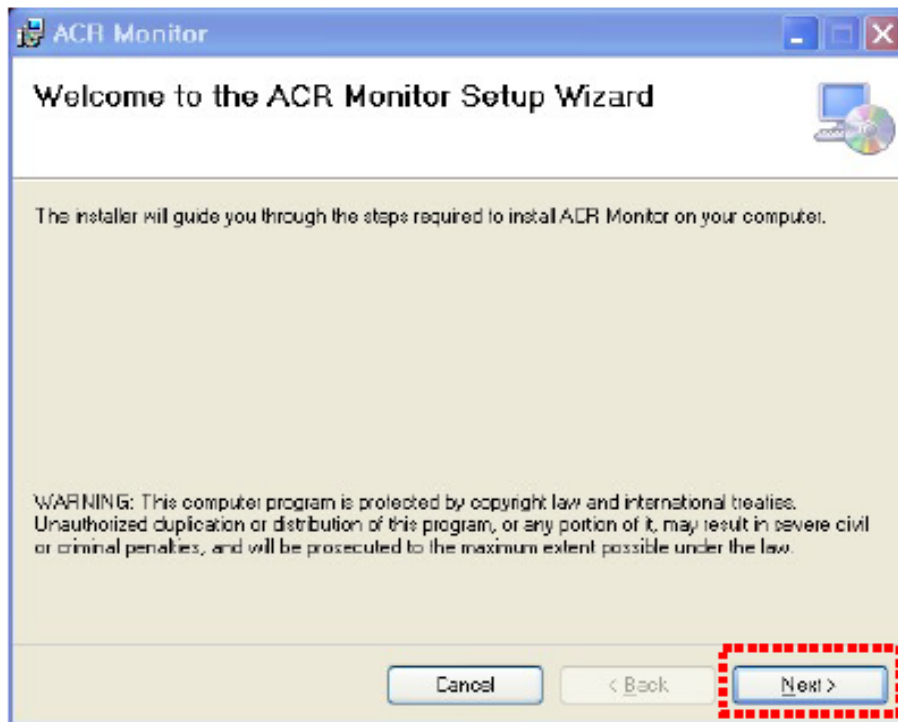 ACR Monitor
Welcome to the ACR Monitor Setup Wizard
The installer will guide you through the steps required to install ACR Monitor on your computer.
WARNING: This computer program is protected by copyright law and international treaties.
Unauthorized duplication or distribution of this program, or any portion of it, may result in severe civil
or criminal penalties, and will be prosecuted to the maximum extent possible under the law.
Cancel < Back Next >